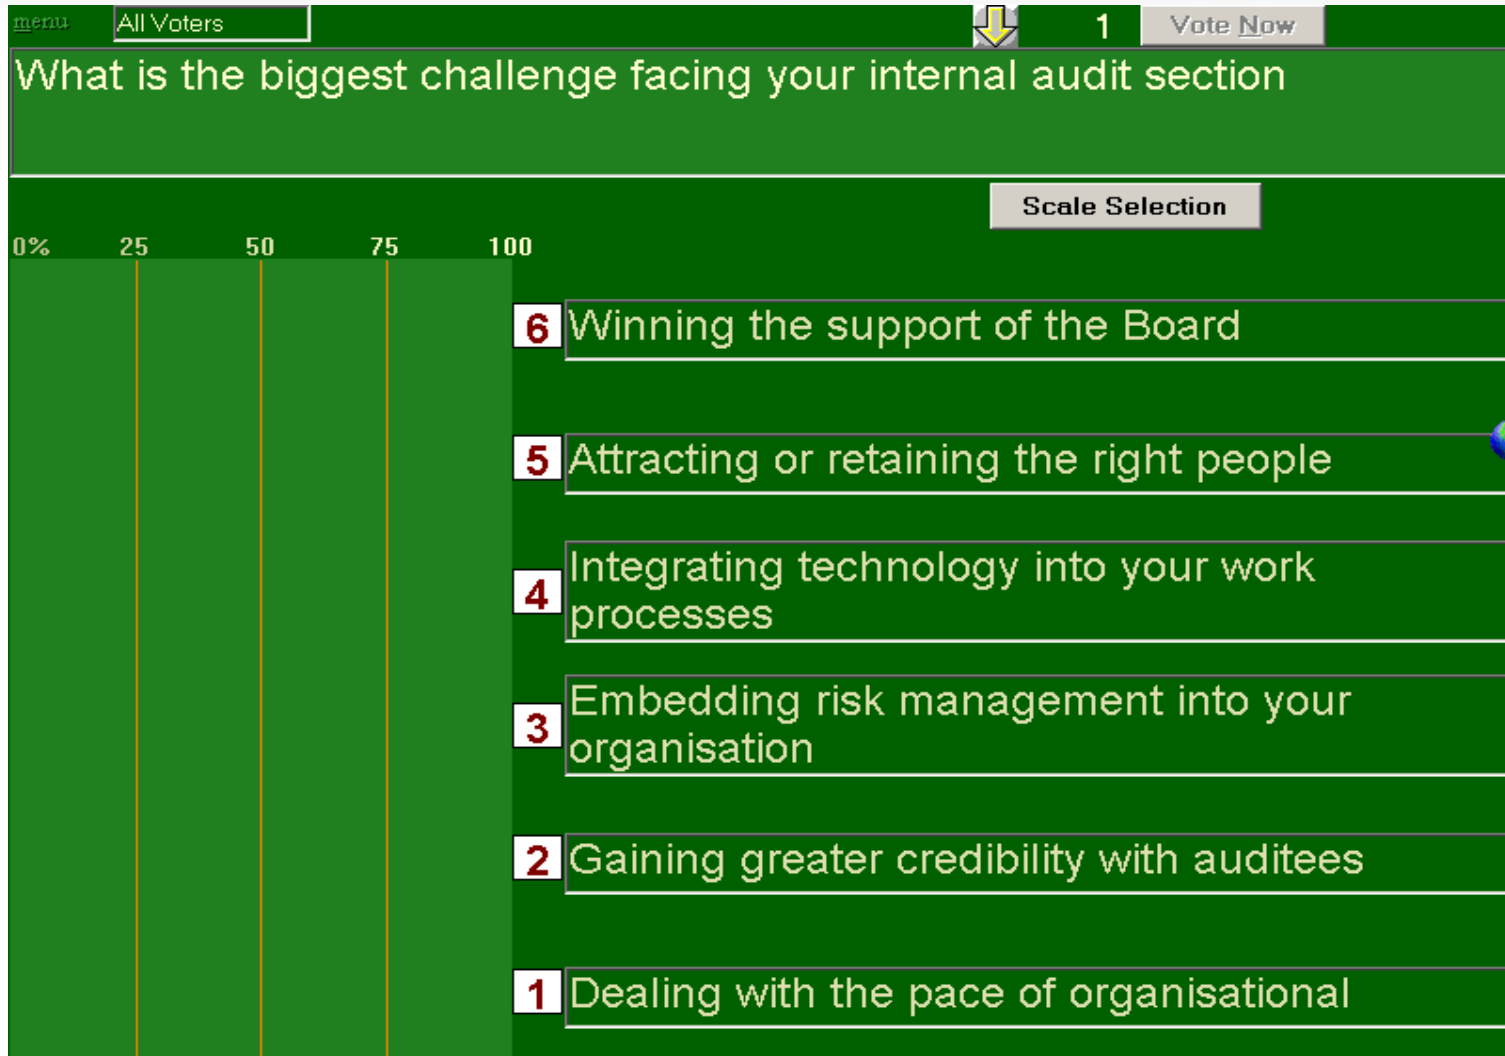 menu All Voters 1 Vote Now
What is the biggest challenge facing your internal audit section
Scale Selection
0% 25 50 75 100
6 Winning the support of the Board
5 Attracting or retaining the right people
4 Integrating technology into your work
processes
3 Embedding risk management into your
organisation
2 Gaining greater credibility with auditees
1 Dealing with the pace of organisational